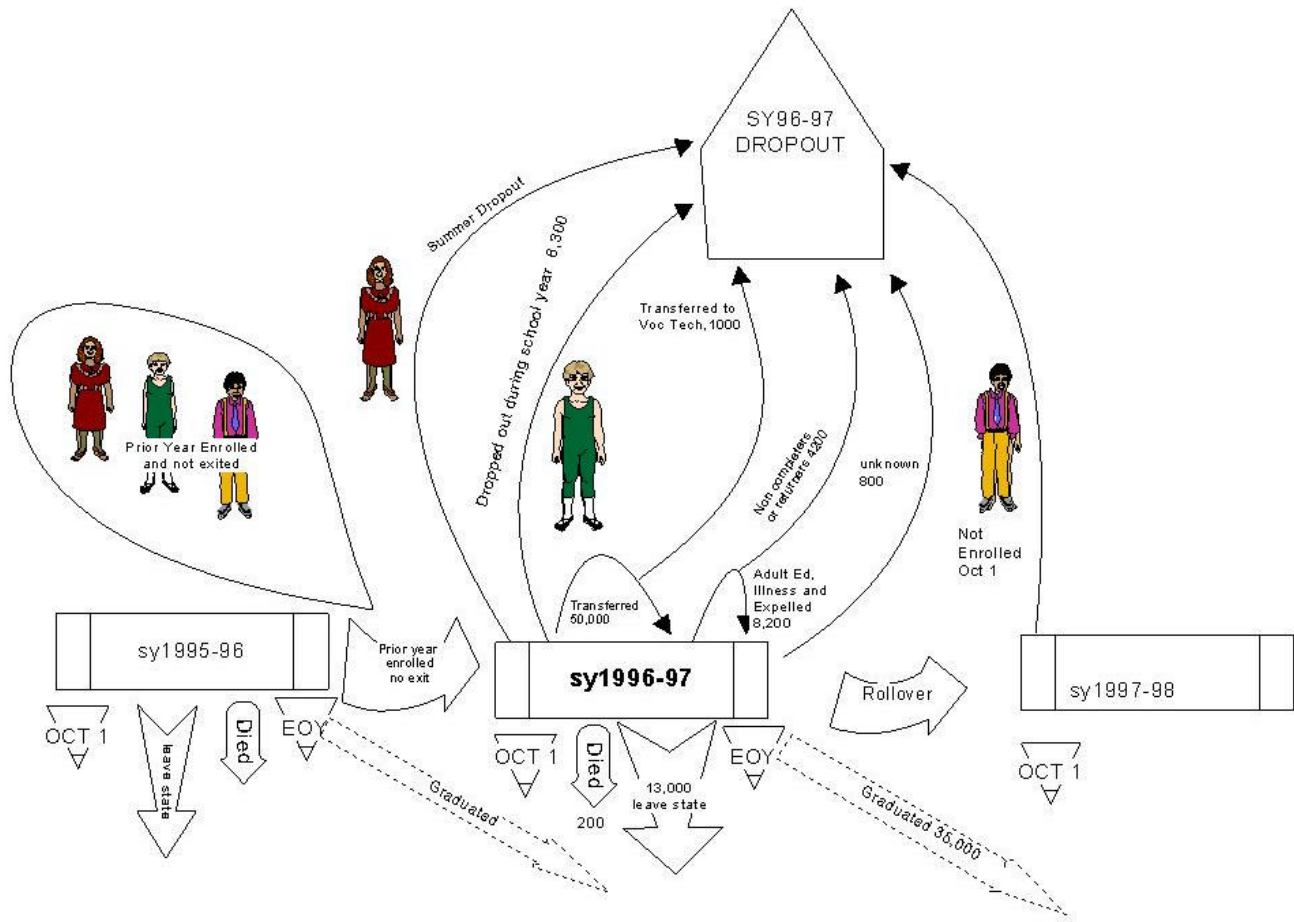 SY96-97
DROPOUT
Summer Dropout
Dropped out during school year 6,300
Transferred to
Voc Tech, 1000
Non completers
or returners 4200
unknown
800
Prior Year Enrolled
and not exited
Not
Enrolled
Oct 1
Transferred
50,000
Adult Ed,
Illness and
Expelled
8,200
sy1995-96
Prior year
enrolled
no exit
sy1996-97
Rollover
sy1997-98
OCT 1
leave state
Died
EOY
Graduated
OCT 1
Died
200
13,000
leave state
EOY
Graduated 35,000
OCT 1